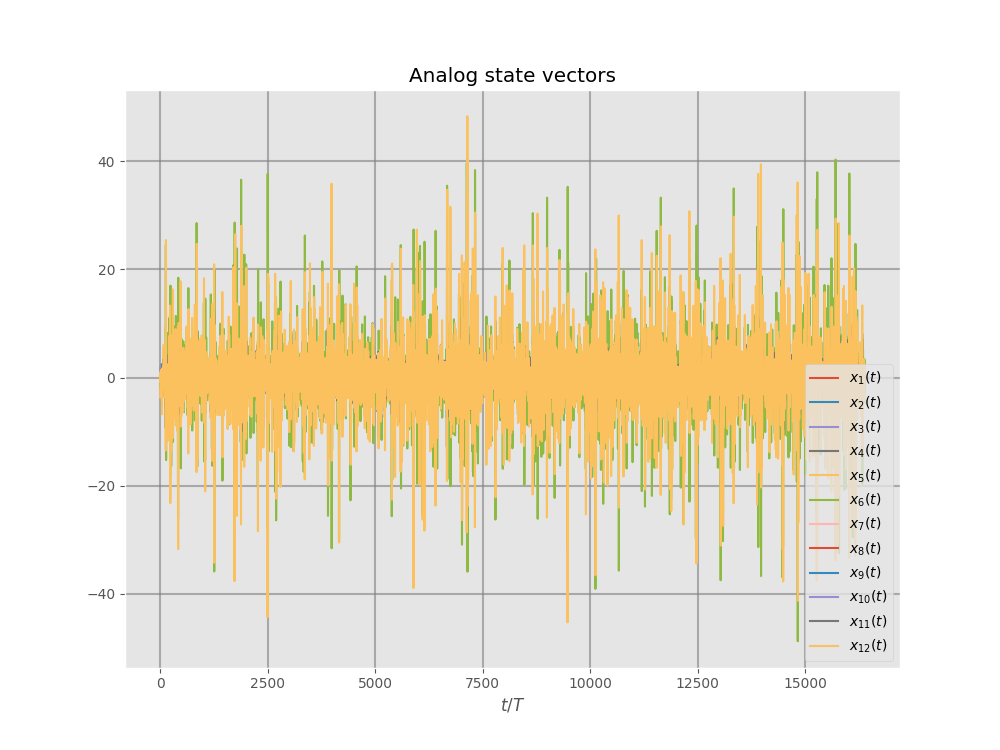 Analog state vectors
40
20
0
−20
−40
0 2500 5000 7500 10000 12500 15000
t/T
x₁(t)
x₂(t)
x₃(t)
x₄(t)
x₅(t)
x₆(t)
x₇(t)
x₈(t)
x₉(t)
x₁₀(t)
x₁₁(t)
x₁₂(t)